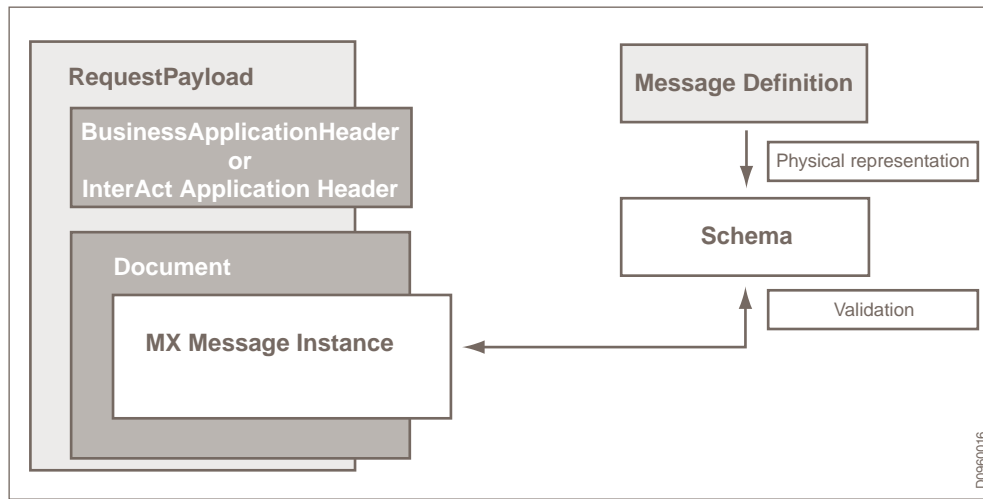 RequestPayload
BusinessApplicationHeader
or
InterAct Application Header
Document
MX Message Instance
Message Definition
Physical representation
Schema
Validation
D0960016